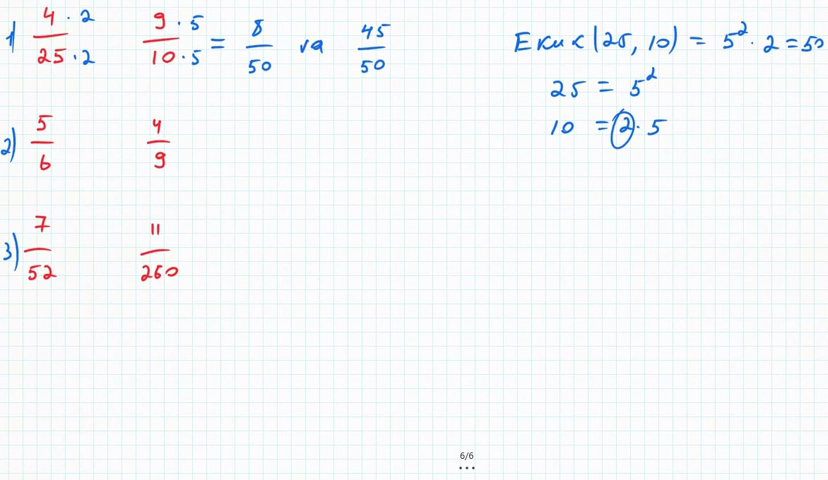 1) 4 · 2 / 25 · 2   9 · 5 / 10 · 5 = 8 / 50 va 45 / 50
Екик (25, 10) = 5² · 2 = 50
25 = 5²
10 = 2 · 5
2) 5 / 6   4 / 9
3) 7 / 52   11 / 260
6/6